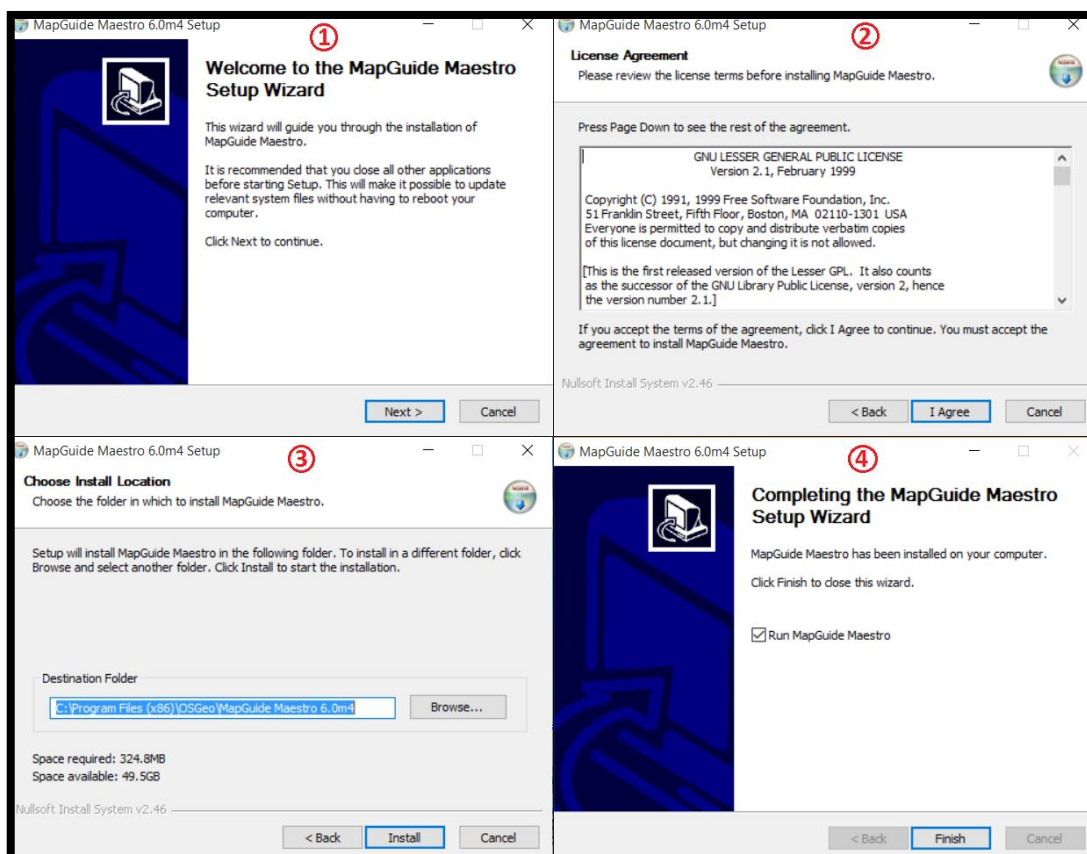 MapGuide Maestro 6.0m4 Setup
①
Welcome to the MapGuide Maestro
Setup Wizard
This wizard will guide you through the installation of
MapGuide Maestro.
It is recommended that you close all other applications
before starting Setup. This will make it possible to update
relevant system files without having to reboot your
computer.
Click Next to continue.
Next >
Cancel
MapGuide Maestro 6.0m4 Setup
②
License Agreement
Please review the license terms before installing MapGuide Maestro.
Press Page Down to see the rest of the agreement.
GNU LESSER GENERAL PUBLIC LICENSE
Version 2.1, February 1999
Copyright (C) 1991, 1999 Free Software Foundation, Inc.
51 Franklin Street, Fifth Floor, Boston, MA 02110-1301 USA
Everyone is permitted to copy and distribute verbatim copies
of this license document, but changing it is not allowed.
[This is the first released version of the Lesser GPL. It also counts
as the successor of the GNU Library Public License, version 2, hence
the version number 2.1.]
If you accept the terms of the agreement, click I Agree to continue. You must accept the
agreement to install MapGuide Maestro.
Nullsoft Install System v2.46
< Back
I Agree
Cancel
MapGuide Maestro 6.0m4 Setup
③
Choose Install Location
Choose the folder in which to install MapGuide Maestro.
Setup will install MapGuide Maestro in the following folder. To install in a different folder, click
Browse and select another folder. Click Install to start the installation.
Destination Folder
C:\Program Files (x86)\OSGeo\MapGuide Maestro 6.0m4
Browse...
Space required: 324.8MB
Space available: 49.5GB
Nullsoft Install System v2.46
< Back
Install
Cancel
MapGuide Maestro 6.0m4 Setup
④
Completing the MapGuide Maestro
Setup Wizard
MapGuide Maestro has been installed on your computer.
Click Finish to close this wizard.
Run MapGuide Maestro
< Back
Finish
Cancel